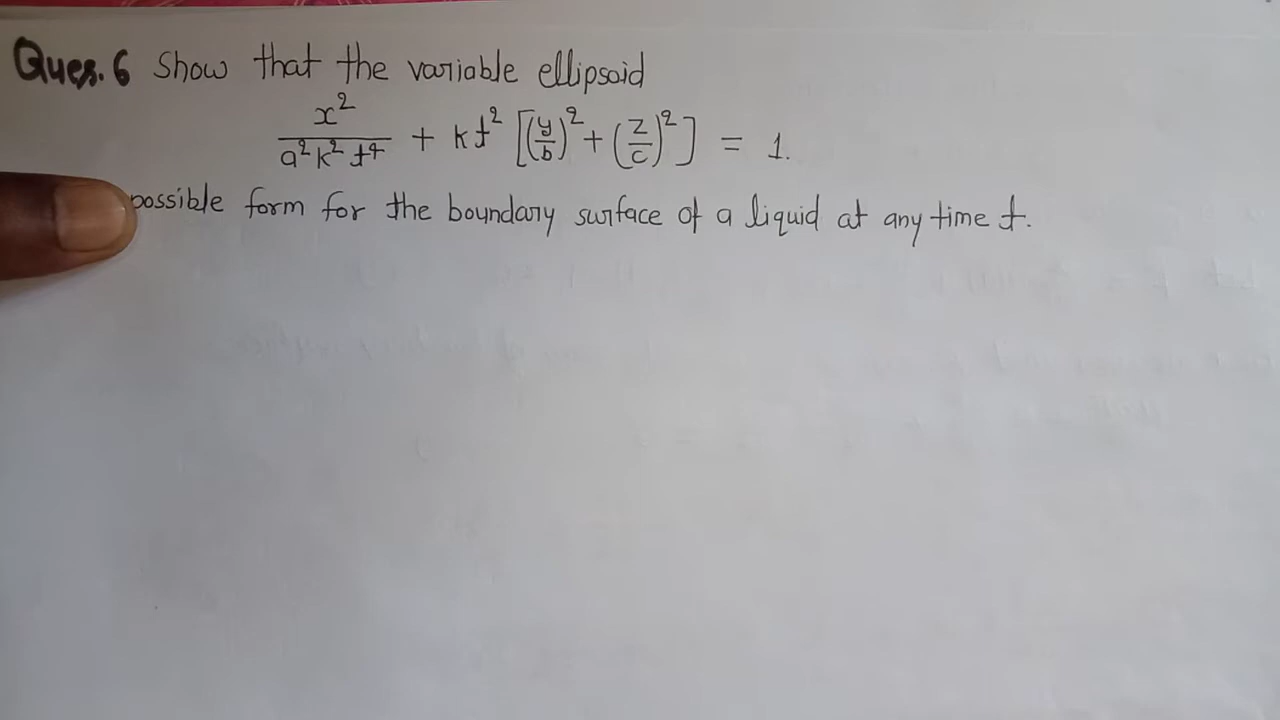 Ques. 6 Show that the variable ellipsoid
x²/a²k²t⁴ + kt² [(y/b)² + (z/c)²] = 1.
possible form for the boundary surface of a liquid at any time t.